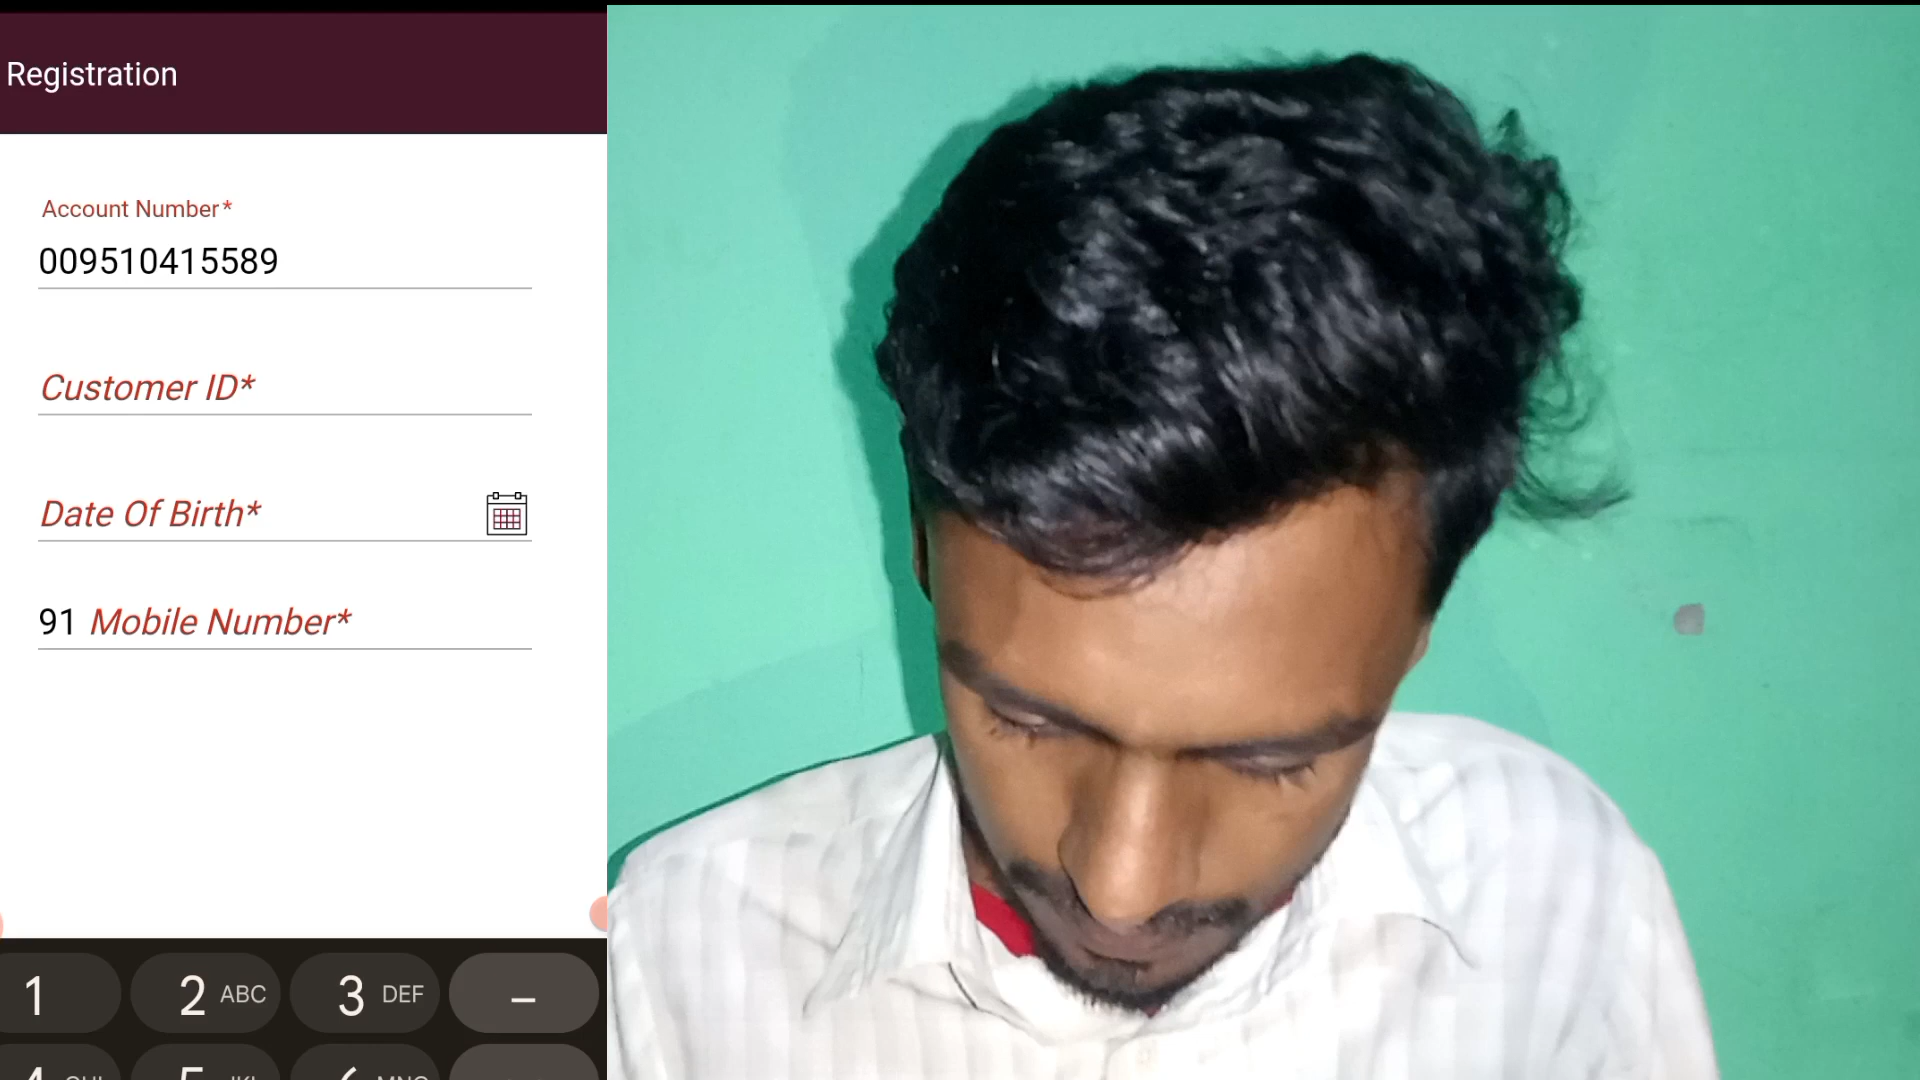 Registration
Account Number*
009510415589
Customer ID*
Date Of Birth*
91 Mobile Number*
1 2 ABC 3 DEF –